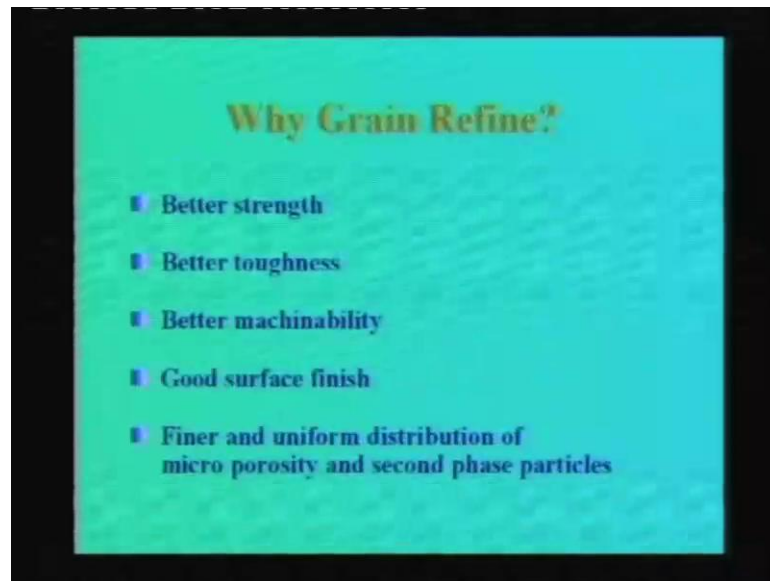 Why Grain Refine?
Better strength
Better toughness
Better machinability
Good surface finish
Finer and uniform distribution of
micro porosity and second phase particles